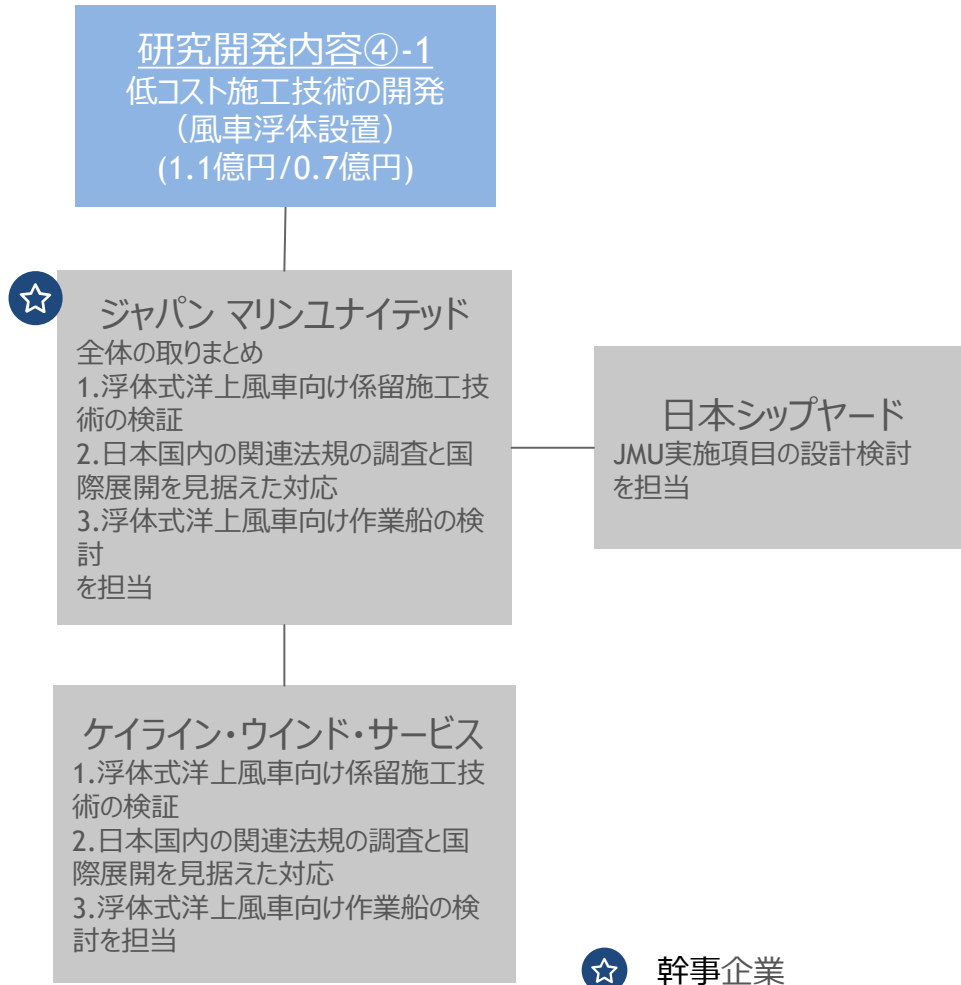 研究開発内容④-1
低コスト施工技術の開発
（風車浮体設置）
(1.1億円/0.7億円)
ジャパン マリンユナイテッド
全体の取りまとめ
1.浮体式洋上風車向け係留施工技
術の検証
2.日本国内の関連法規の調査と国
際展開を見据えた対応
3.浮体式洋上風車向け作業船の検
討
を担当
日本シップヤード
JMU実施項目の設計検討
を担当
ケイライン・ウインド・サービス
1.浮体式洋上風車向け係留施工技
術の検証
2.日本国内の関連法規の調査と国
際展開を見据えた対応
3.浮体式洋上風車向け作業船の検
討を担当
幹事企業